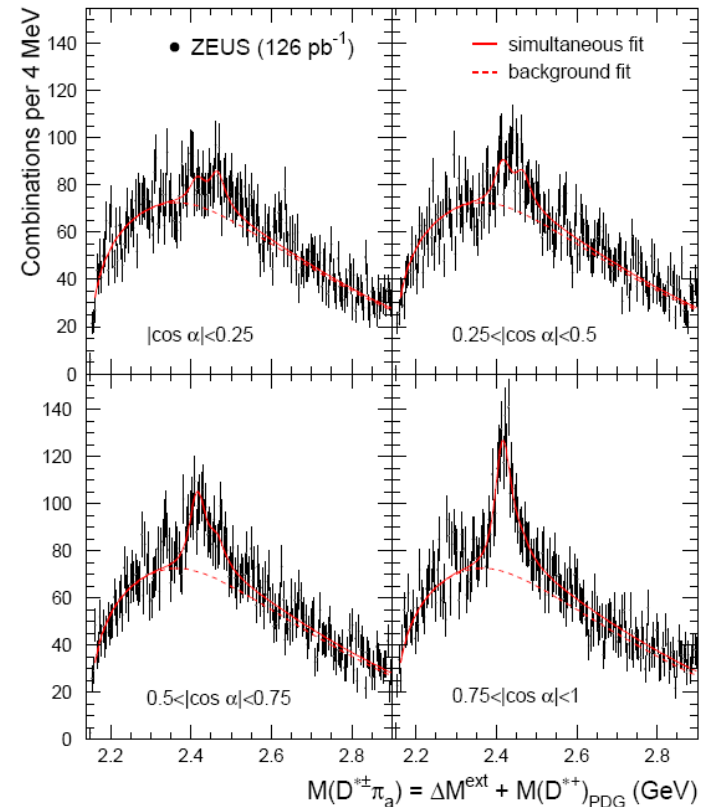 Combinations per 4 MeV
140
120
100
80
60
40
20
0
● ZEUS (126 pb⁻¹)
|cos α|<0.25
simultaneous fit
background fit
0.25<|cos α|<0.5
140
120
100
80
60
40
20
0
0.5<|cos α|<0.75
0.75<|cos α|<1
2.2 2.4 2.6 2.8 2.2 2.4 2.6 2.8
M(D*±πₐ) = ΔMᵉˣᵗ + M(D*⁺)PDG (GeV)